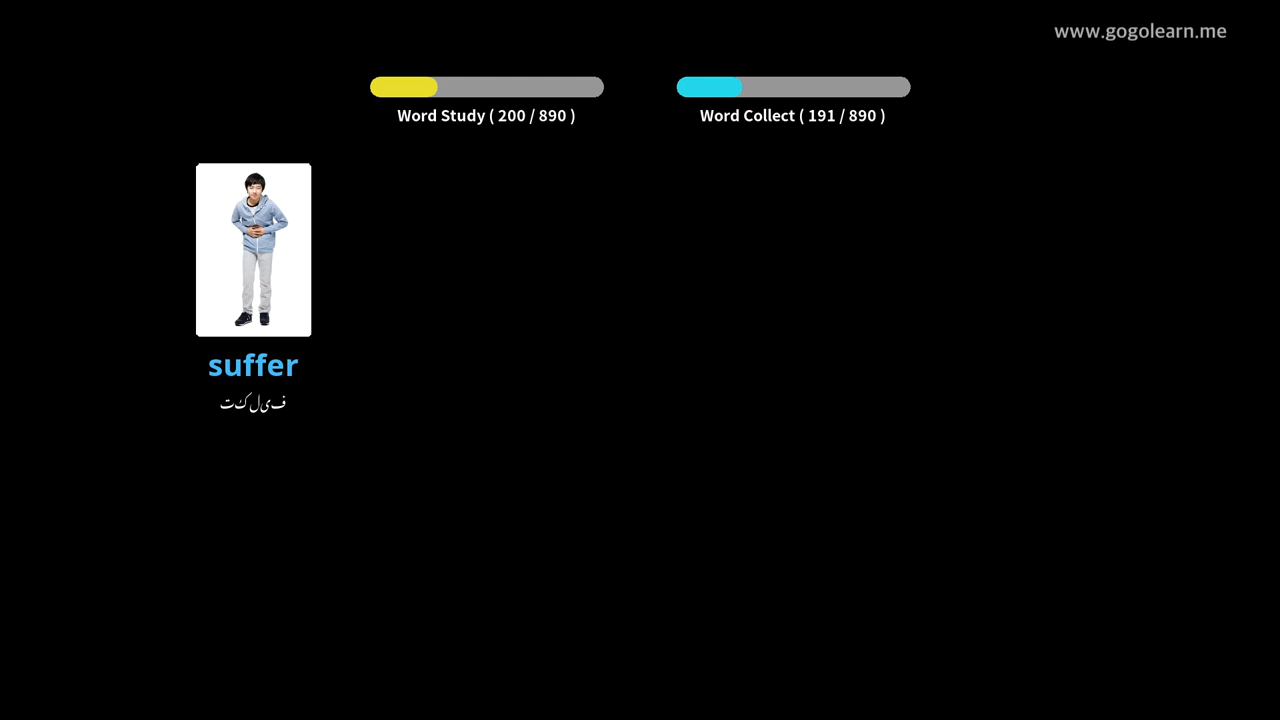 www.gogolearn.me
Word Study ( 200 / 890 )
Word Collect ( 191 / 890 )
suffer
تکلیف